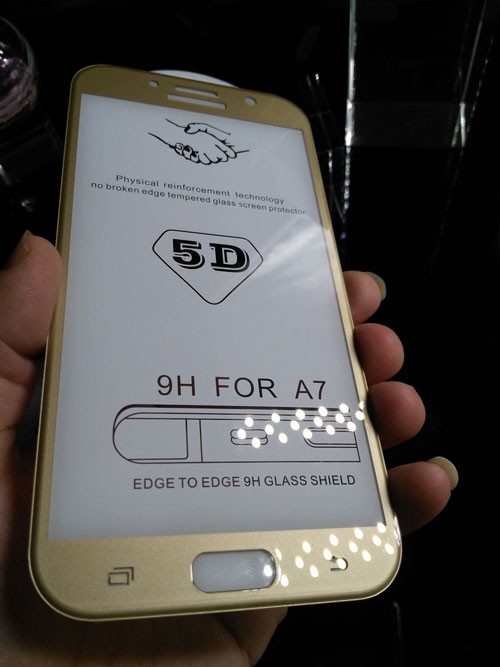 Physical reinforcement technology
no broken edge tempered glass screen protector
5D
9H FOR A7
EDGE TO EDGE 9H GLASS SHIELD